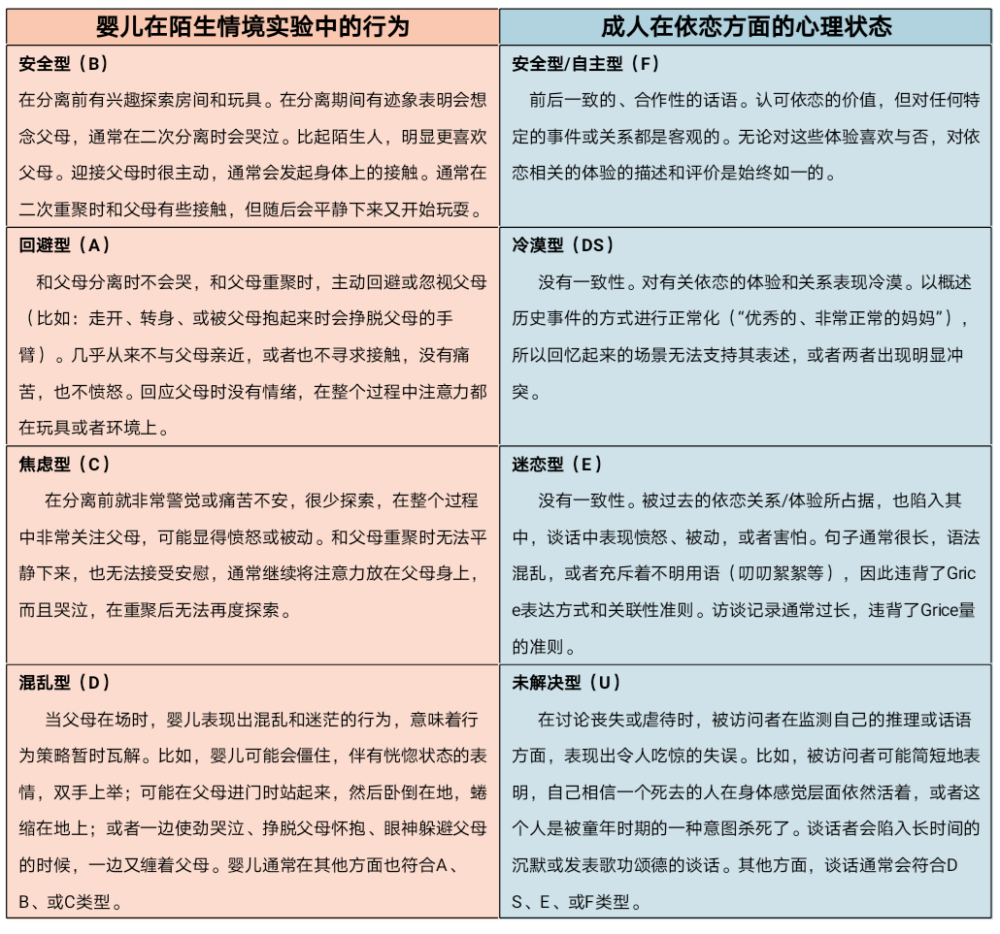 婴儿在陌生情境实验中的行为
成人在依恋方面的心理状态
安全型（B）
在分离前有兴趣探索房间和玩具。在分离期间有迹象表明会想
念父母，通常在二次分离时会哭泣。比起陌生人，明显更喜欢
父母。迎接父母时很主动，通常会发起身体上的接触。通常在
二次重聚时和父母有些接触，但随后会平静下来又开始玩耍。
安全型/自主型（F）
前后一致的、合作性的话语。认可依恋的价值，但对任何特
定的事件或关系都是客观的。无论对这些体验喜欢与否，对依
恋相关的体验的描述和评价是始终如一的。
回避型（A）
和父母分离时不会哭，和父母重聚时，主动回避或忽视父母
（比如：走开、转身、或被父母抱起来时会挣脱父母的手
臂）。几乎从来不与父母亲近，或者也不寻求接触，没有痛
苦，也不愤怒。回应父母时没有情绪，在整个过程中注意力都
在玩具或者环境上。
冷漠型（DS）
没有一致性。对有关依恋的体验和关系表现冷漠。以概述
历史事件的方式进行正常化（“优秀的、非常正常的妈妈”），
所以回忆起来的场景无法支持其表述，或者两者出现明显冲
突。
焦虑型（C）
在分离前就非常警觉或痛苦不安，很少探索，在整个过程
中非常关注父母，可能显得愤怒或被动。和父母重聚时无法平
静下来，也无法接受安慰，通常继续将注意力放在父母身上，
而且哭泣，在重聚后无法再度探索。
迷恋型（E）
没有一致性。被过去的依恋关系/体验所占据，也陷入其
中，谈话中表现愤怒、被动，或者害怕。句子通常很长，语法
混乱，或者充斥着不明用语（叨叨絮絮等），因此违背了Gric
e表达方式和关联性准则。访谈记录通常过长，违背了Grice量
的准则。
混乱型（D）
当父母在场时，婴儿表现出混乱和迷茫的行为，意味着行
为策略暂时瓦解。比如，婴儿可能会僵住，伴有恍惚状态的表
情，双手上举；可能在父母进门时站起来，然后卧倒在地，蜷
缩在地上；或者一边使劲哭泣、挣脱父母怀抱、眼神躲避父母
的时候，一边又缠着父母。婴儿通常在其他方面也符合A、
B、或C类型。
未解决型（U）
在讨论丧失或虐待时，被访问者在监测自己的推理或话语
方面，表现出令人吃惊的失误。比如，被访问者可能简短地表
明，自己相信一个死去的人在身体感觉层面依然活着，或者这
个人是被童年时期的一种意图杀死了。谈话者会陷入长时间的
沉默或发表歌功颂德的谈话。其他方面，谈话通常会符合D
S、E、或F类型。